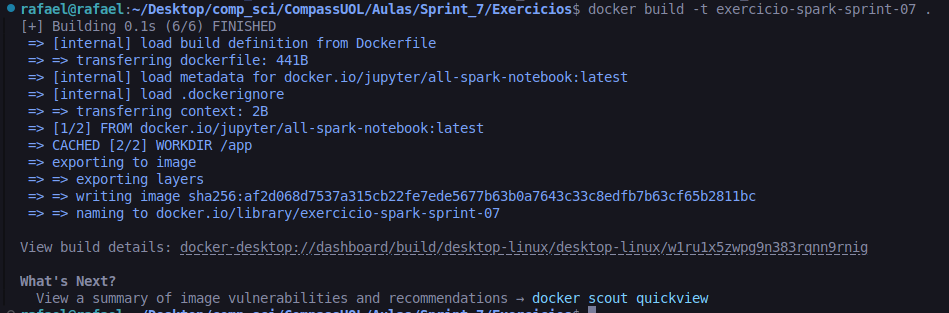 rafael@rafael:~/Desktop/comp_sci/CompassUOL/Aulas/Sprint_7/Exercicios$ docker build -t exercicio-spark-sprint-07 .
[+] Building 0.1s (6/6) FINISHED
=> [internal] load build definition from Dockerfile
=> => transferring dockerfile: 441B
=> [internal] load metadata for docker.io/jupyter/all-spark-notebook:latest
=> [internal] load .dockerignore
=> => transferring context: 2B
=> [1/2] FROM docker.io/jupyter/all-spark-notebook:latest
=> CACHED [2/2] WORKDIR /app
=> exporting to image
=> => exporting layers
=> => writing image sha256:af2d068d7537a315cb22fe7ede5677b63b0a7643c33c8edfb7b63cf65b2811bc
=> => naming to docker.io/library/exercicio-spark-sprint-07
View build details: docker-desktop://dashboard/build/desktop-linux/desktop-linux/w1ru1x5zwpg9n383rqnn9rnig
What's Next?
View a summary of image vulnerabilities and recommendations → docker scout quickview
rafael@rafael:~/Desktop/comp_sci/CompassUOL/Aulas/Sprint_7/Exercicios$